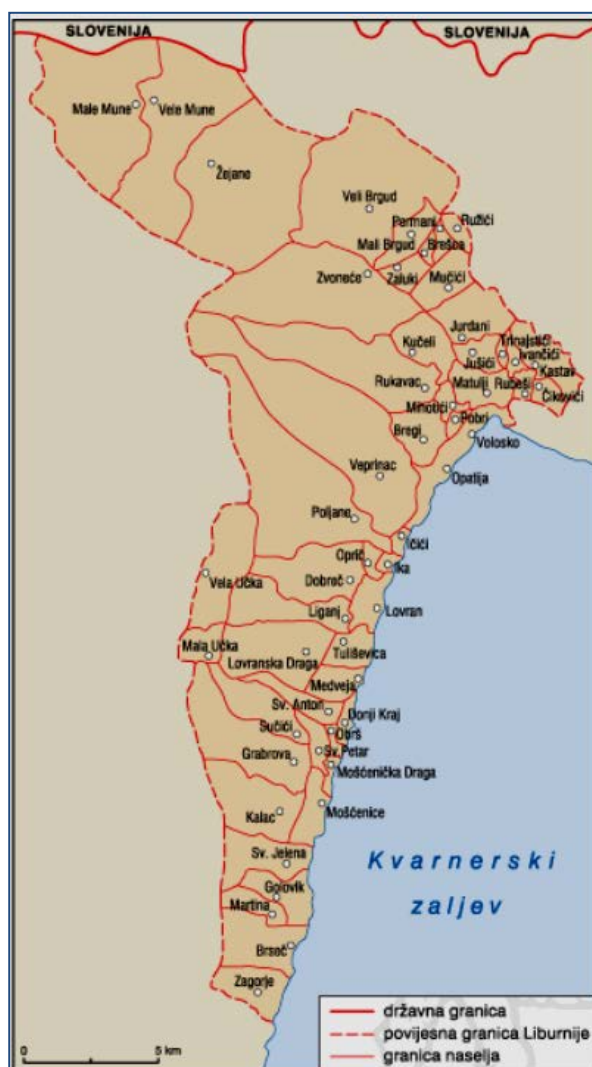 SLOVENIJA
SLOVENIJA
Male Mune
Vele Mune
Žejane
Veli Brgud
Permani
Ružići
Mali Brgud
Brešca
Zvoneće
Zaluki
Mučići
Jurdani
Kućeli
Jušići
Trinajstići
Ivančići
Kastav
Rukavac
Matulji
Rubeši
Čikovići
Mihotići
Pobri
Bregi
Volosko
Veprinac
Opatija
Poljane
Ičići
Oprič
Ika
Vela Učka
Dobreč
Liganj
Lovran
Mala Učka
Tuliševica
Lovranska Draga
Medveja
Sv. Anton
Donji Kraj
Sučići
Obrš
Grabrova
Sv. Petar
Mošćenička Draga
Kalac
Mošćenice
Sv. Jelena
Golovik
Martina
Brseč
Zagorje
Kvarnerski
zaljev
državna granica
povijesna granica Liburnije
granica naselja
0 5 km